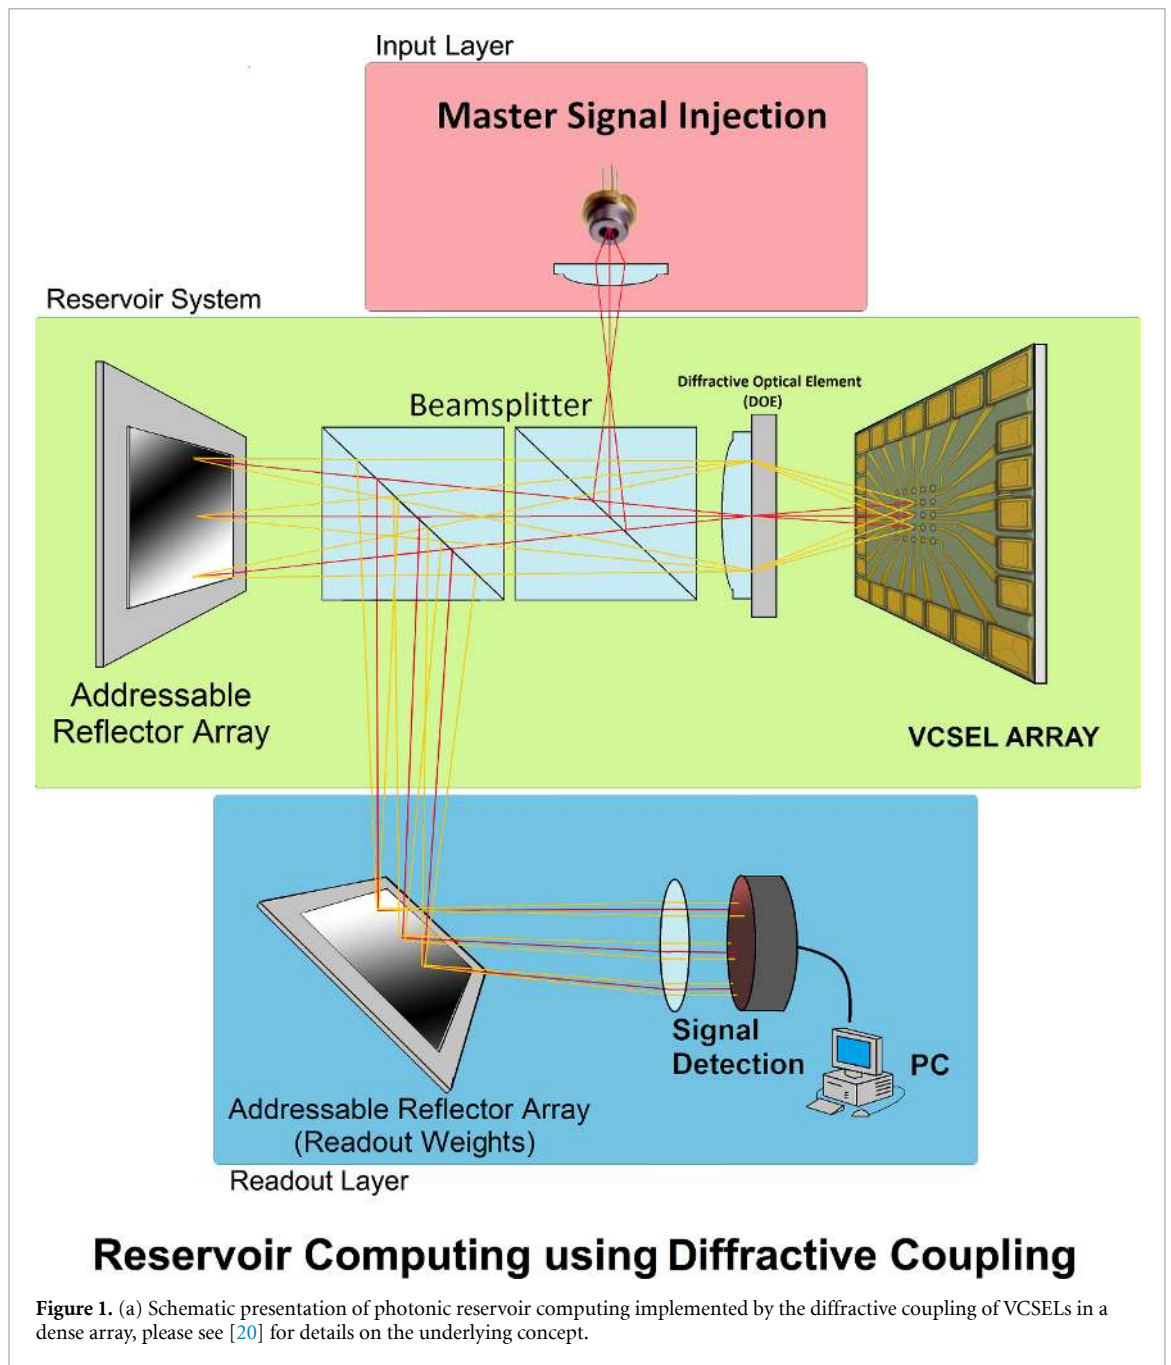 Input Layer
Master Signal Injection
Reservoir System
Diffractive Optical Element
(DOE)
Beamsplitter
Addressable
Reflector Array
VCSEL ARRAY
Signal
Detection
PC
Addressable Reflector Array
(Readout Weights)
Readout Layer
Reservoir Computing using Diffractive Coupling
Figure 1. (a) Schematic presentation of photonic reservoir computing implemented by the diffractive coupling of VCSELs in a
dense array, please see [20] for details on the underlying concept.